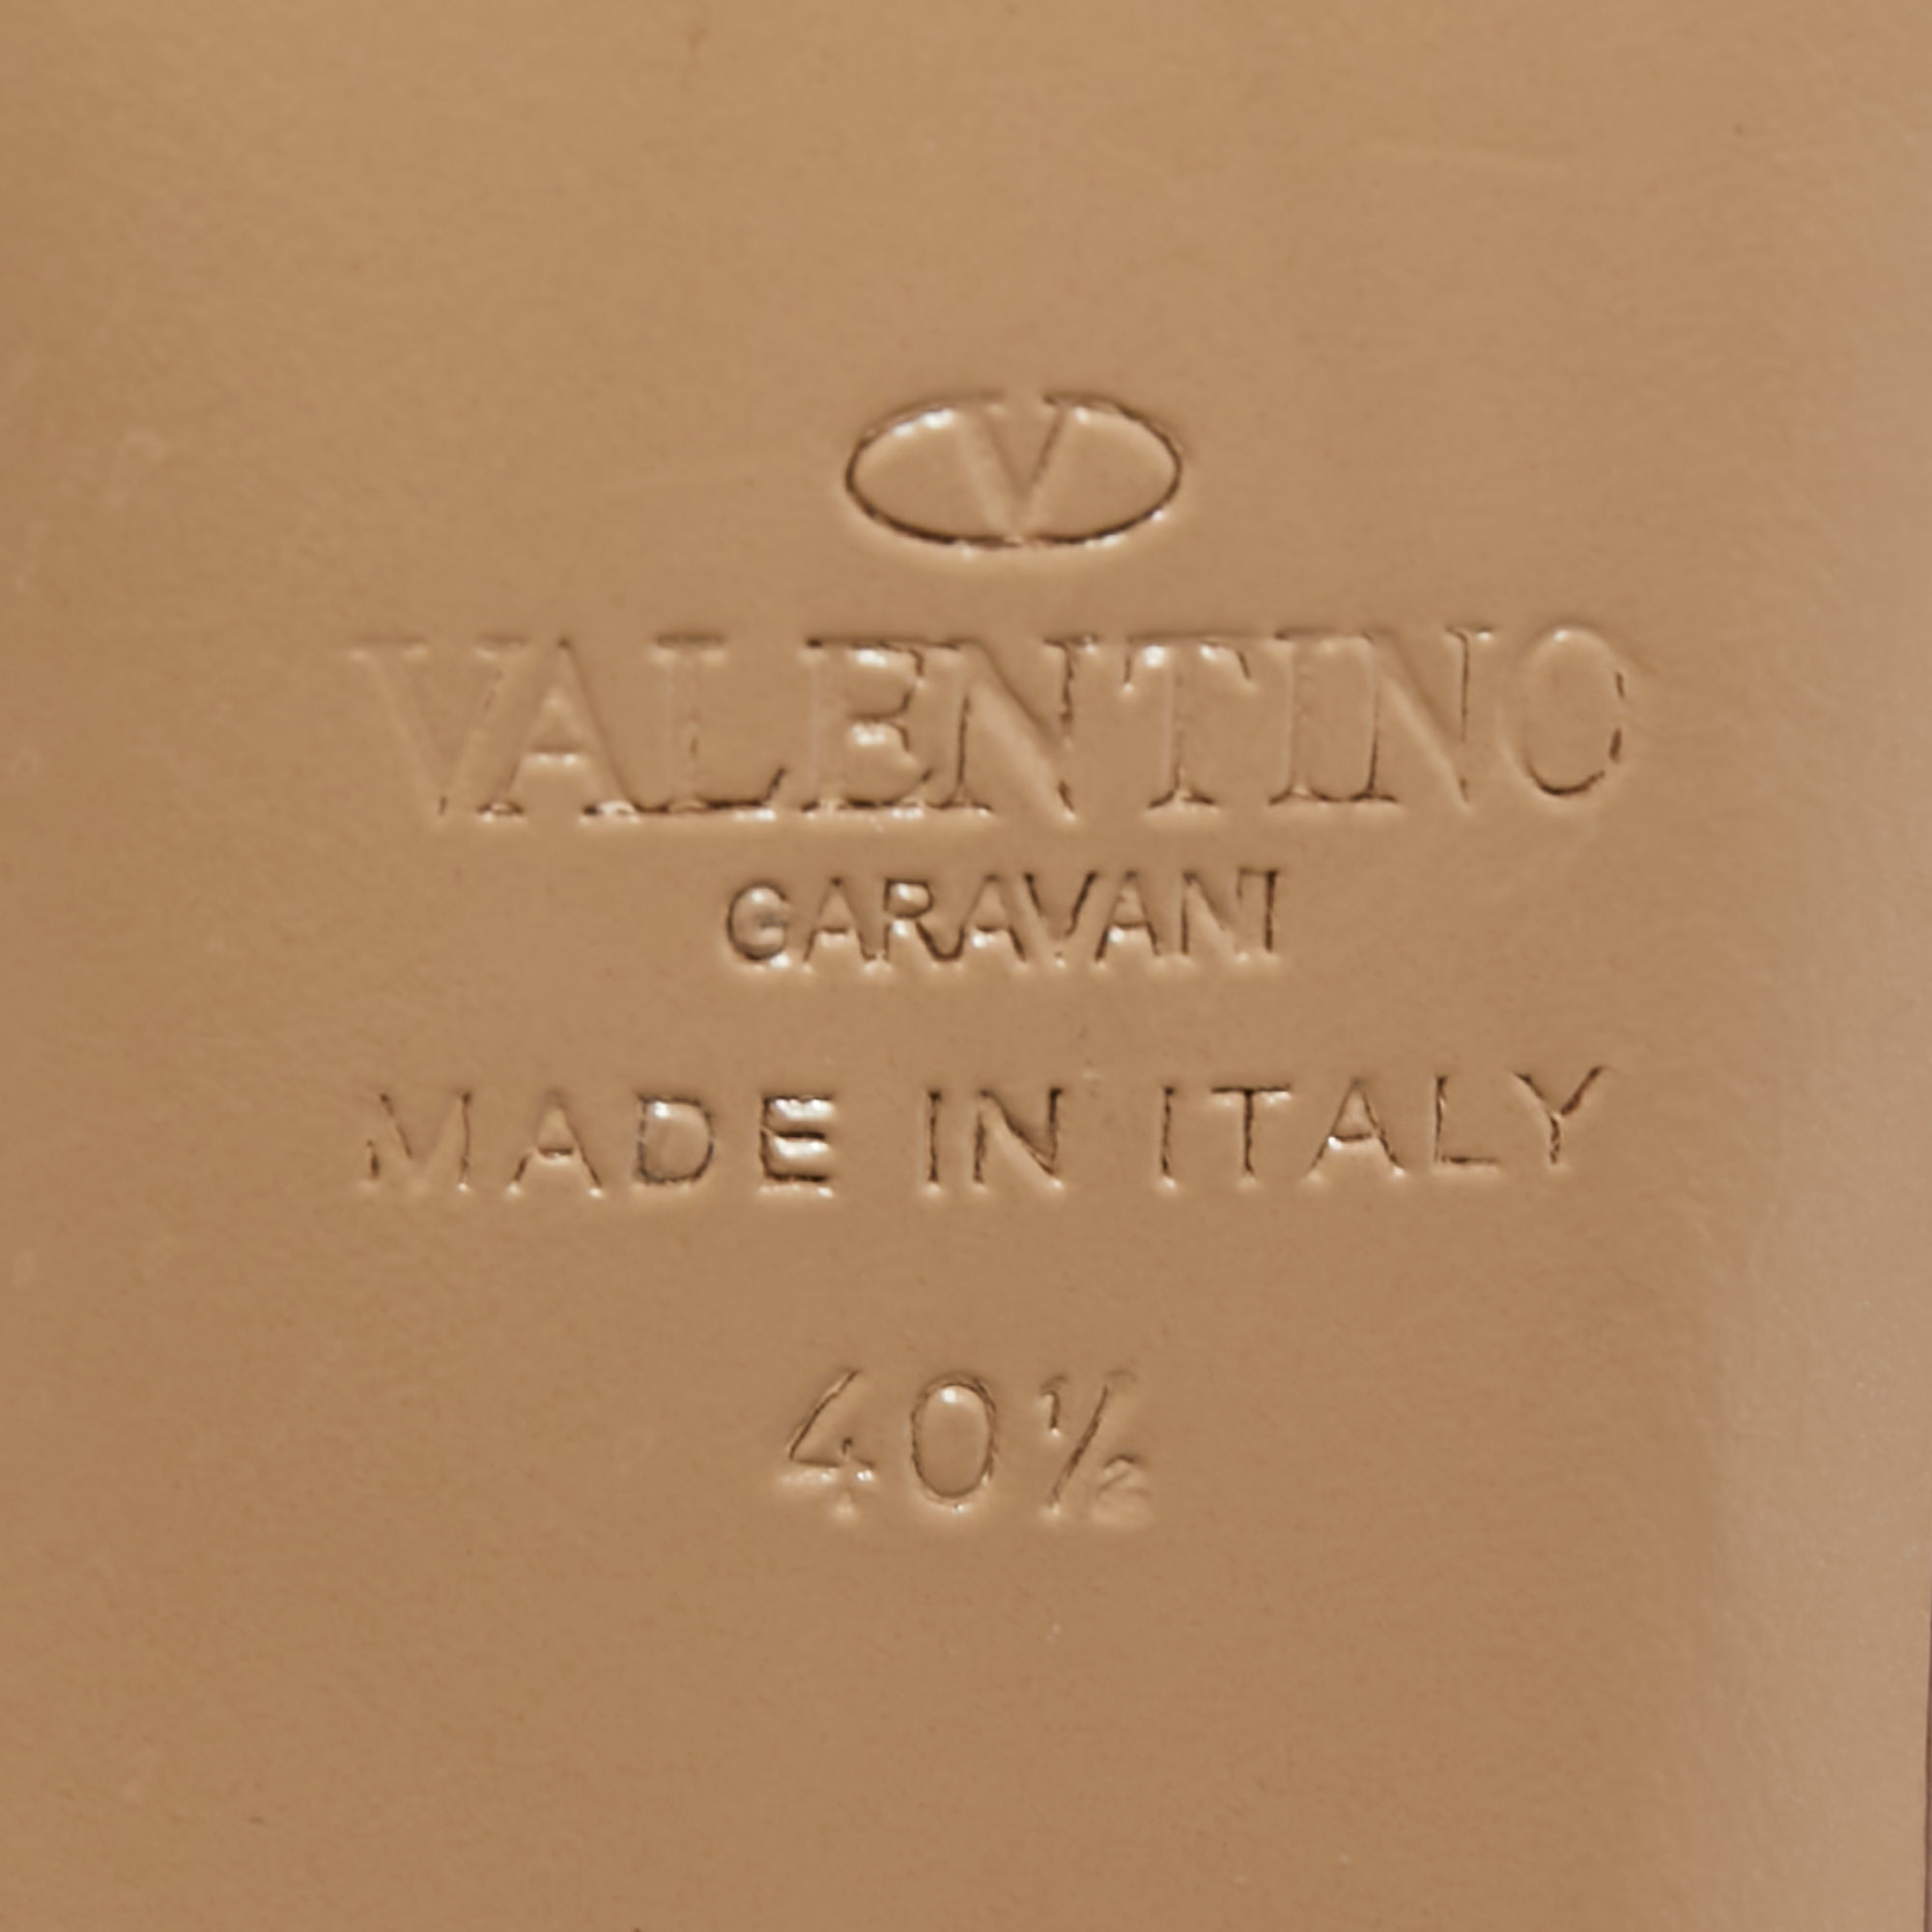 V
VALENTINO
GARAVANI
MADE IN ITALY
40½